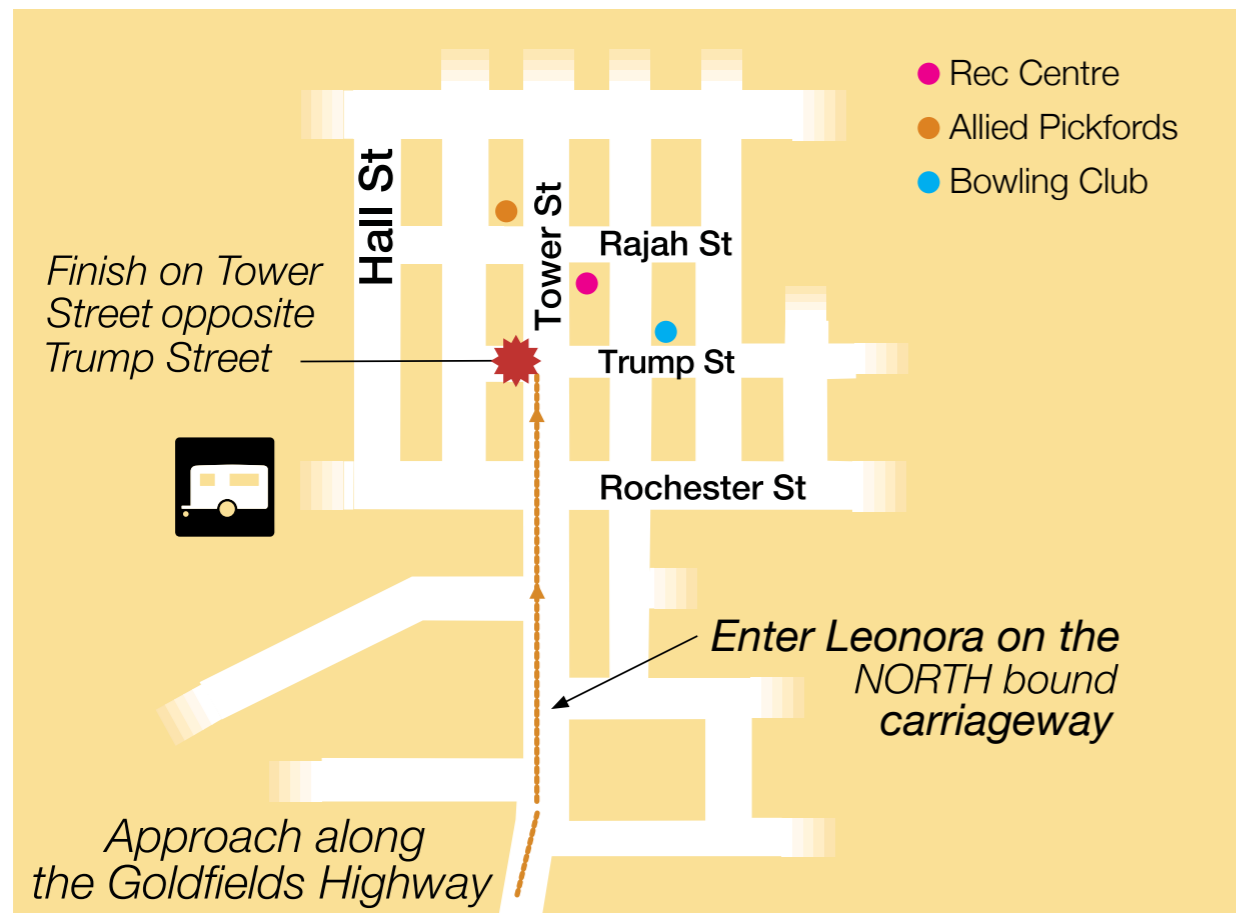 Rec Centre
Allied Pickfords
Bowling Club
Hall St
Tower St
Rajah St
Finish on Tower
Street opposite
Trump Street
Trump St
Rochester St
Enter Leonora on the
NORTH bound
carriageway
Approach along
the Goldfields Highway